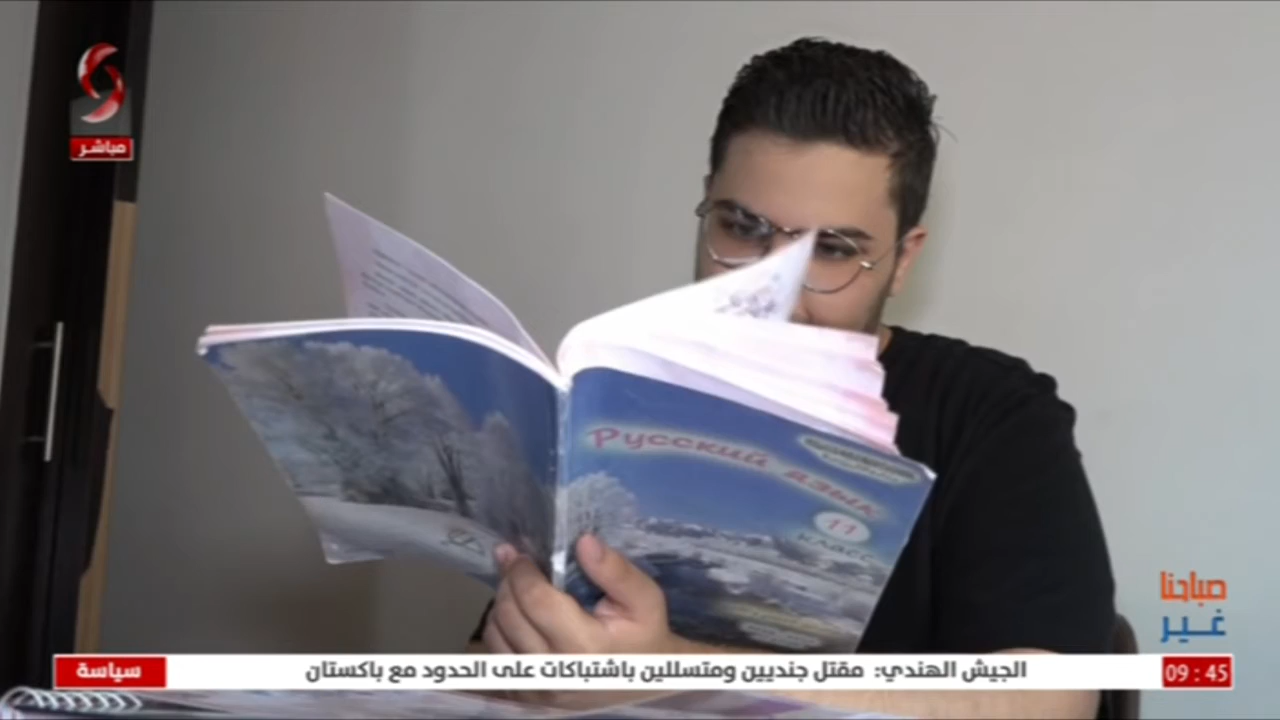 مباشر
Русский язык
11
класс
صباحنا
غير
سياسة
الجيش الهندي: مقتل جنديين ومتسللين باشتباكات على الحدود مع باكستان
09 : 45